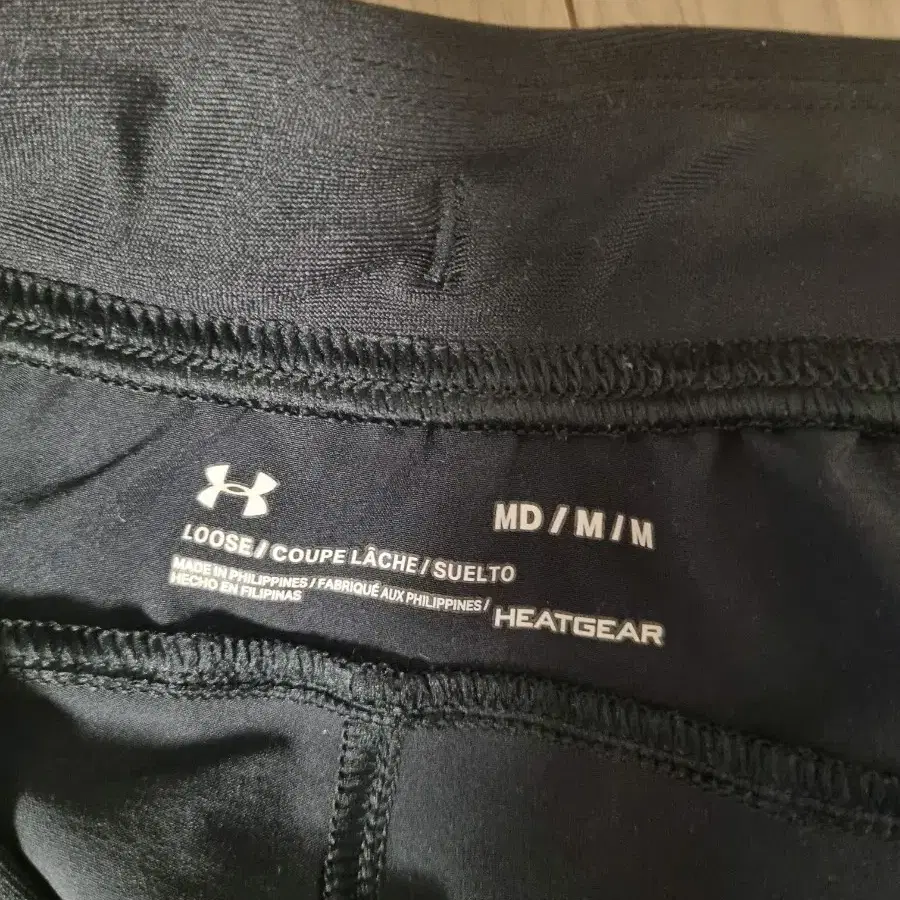 MD / M / M
LOOSE / COUPE LÂCHE / SUELTO
MADE IN PHILIPPINES / FABRIQUÉ AUX PHILIPPINES /
HECHO EN FILIPINAS
HEATGEAR